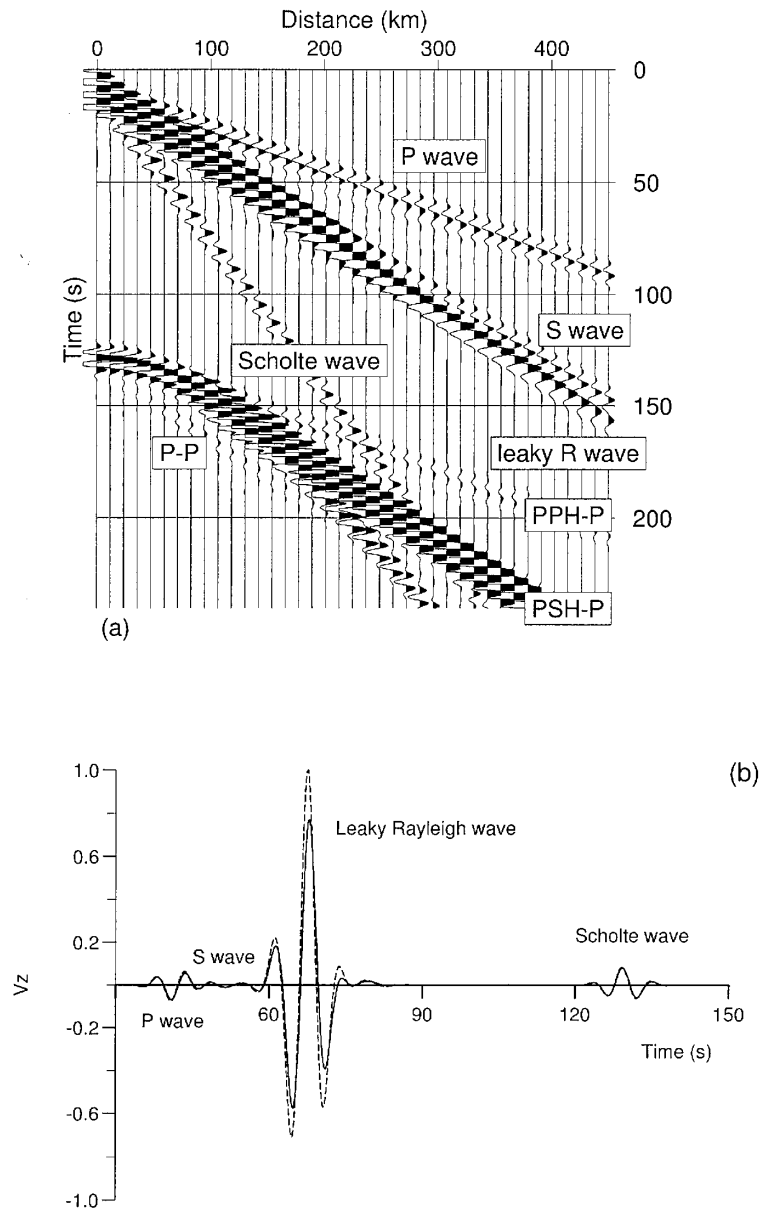 Distance (km)
0 100 200 300 400
0
P wave
50
Time (s)
100
S wave
Scholte wave
150
P-P
leaky R wave
PPH-P
200
PSH-P
(a)
(b)
1.0
Leaky Rayleigh wave
0.6
0.2
S wave
Scholte wave
Vz
P wave
60 90 120 150
-0.2
Time (s)
-0.6
-1.0